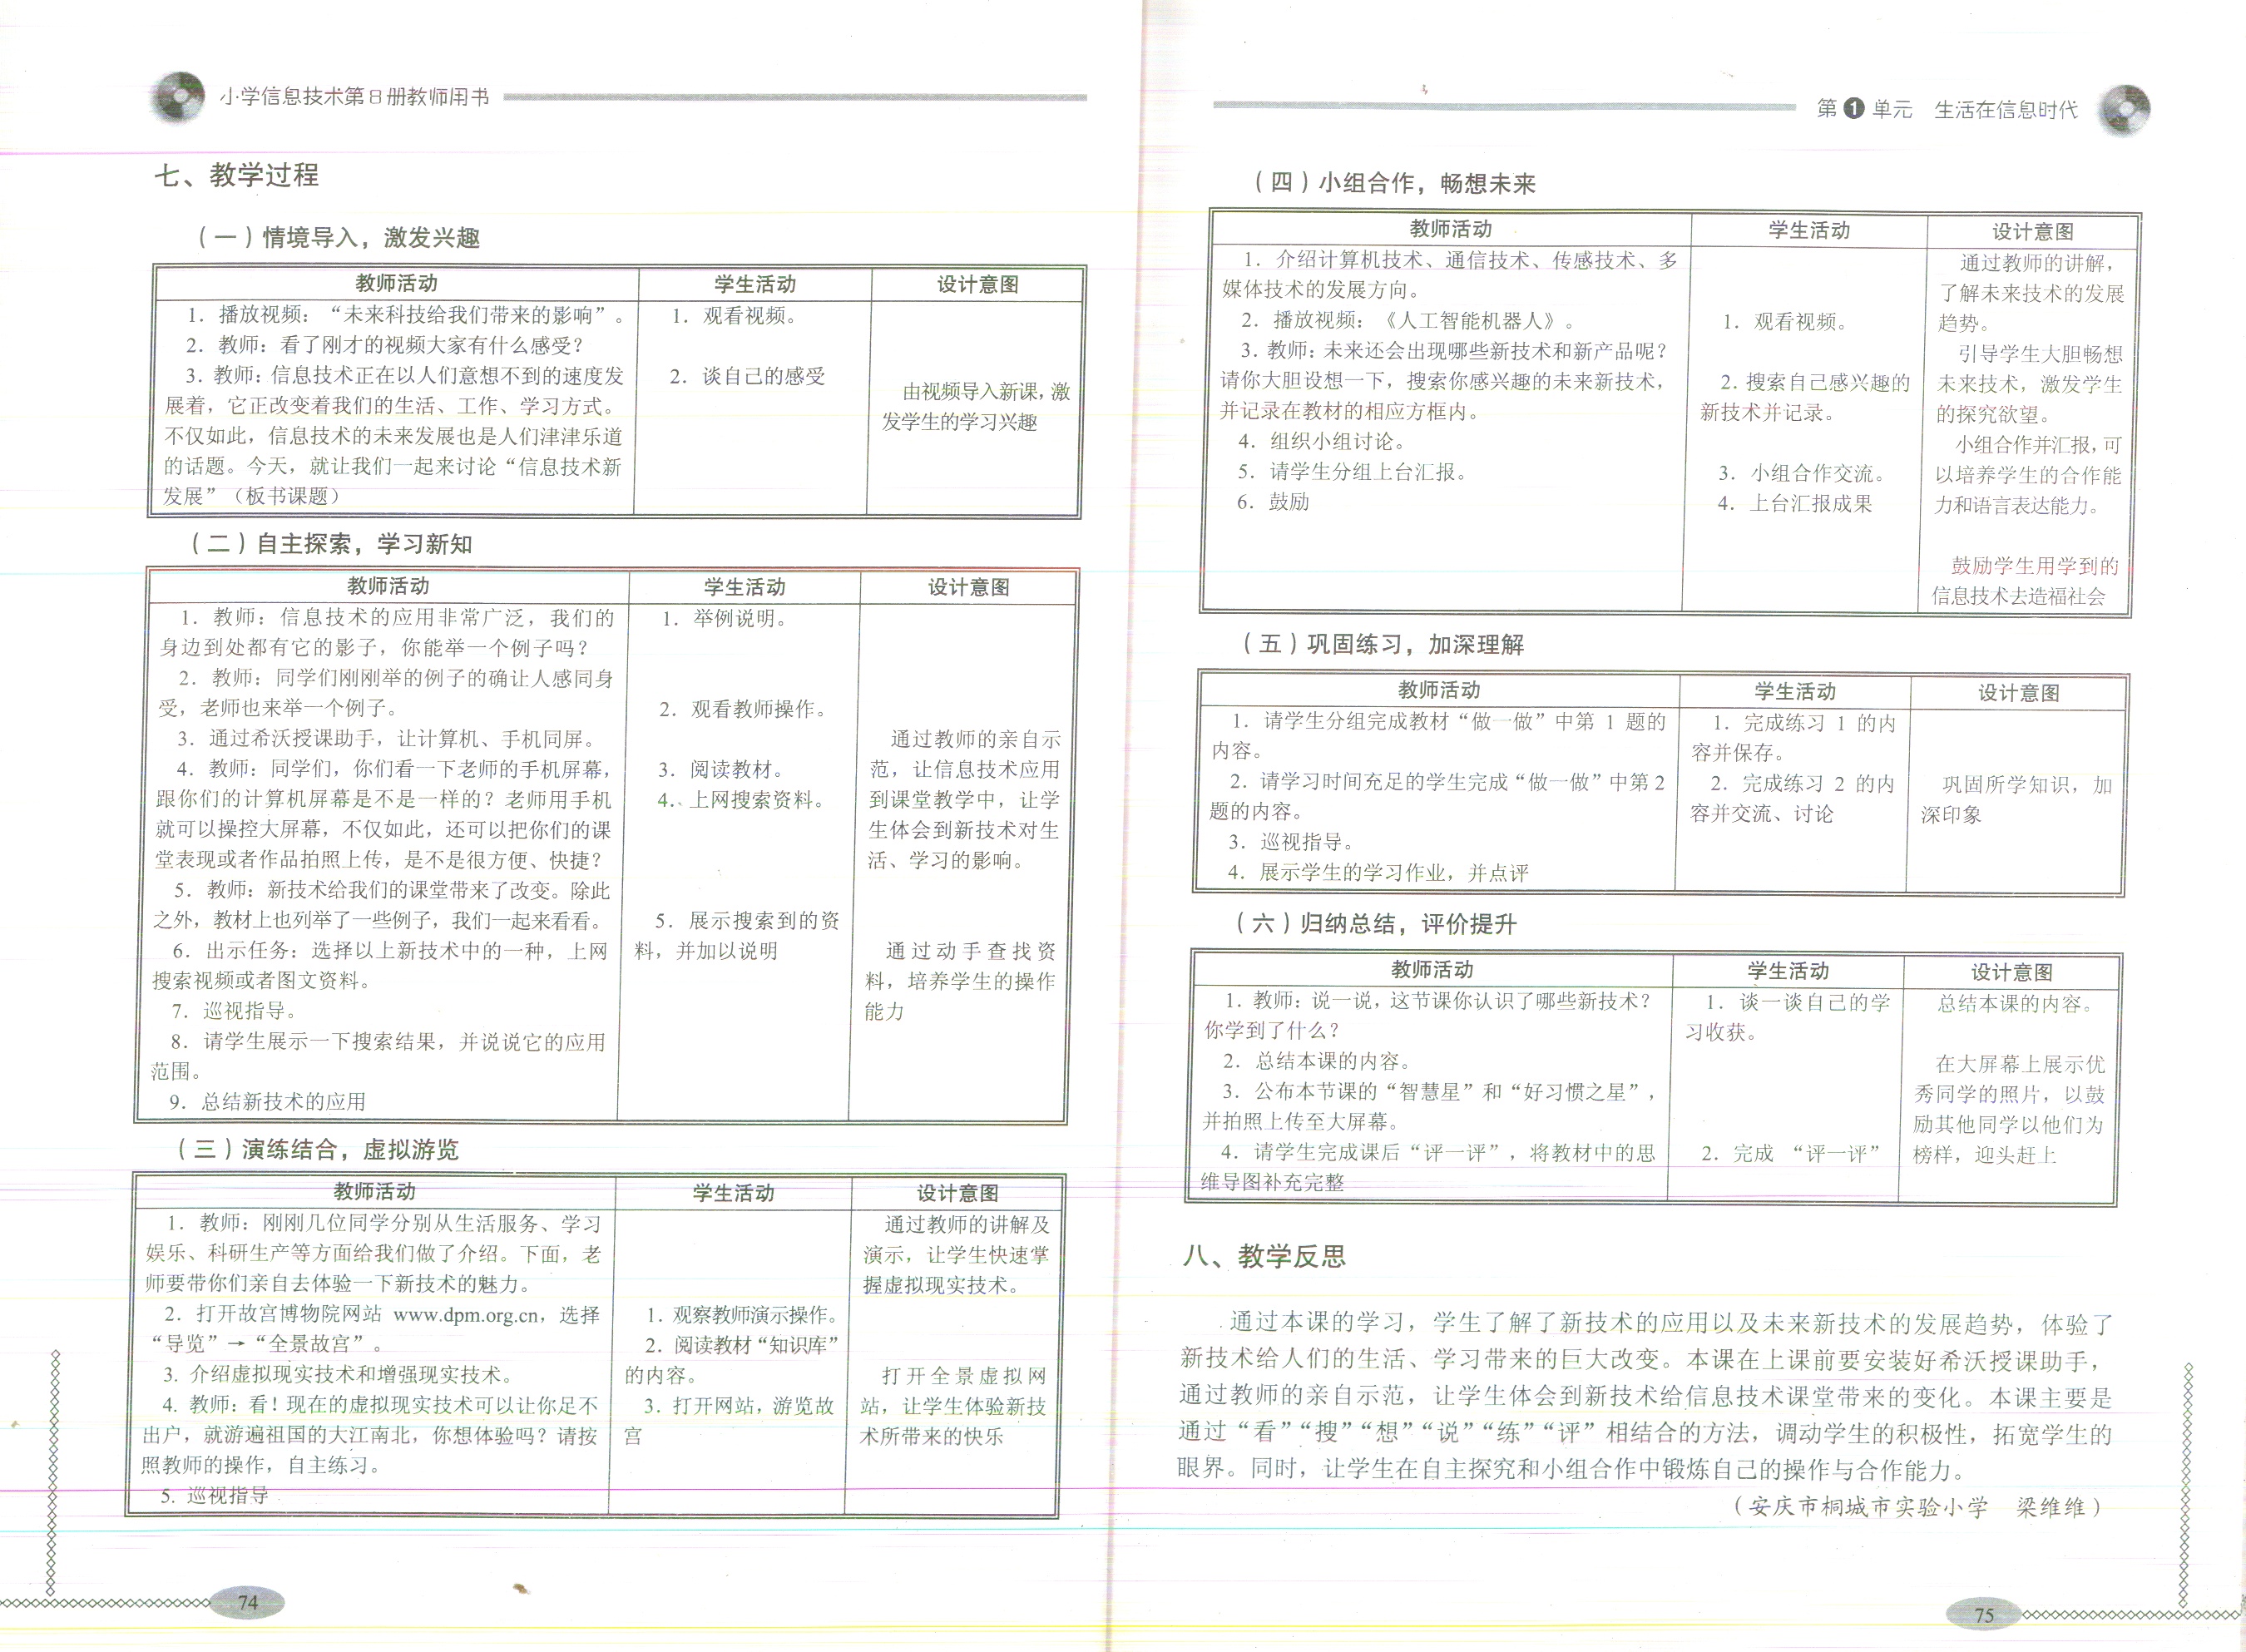 小学信息技术第8册教师用书
七、教学过程
（一）情境导入，激发兴趣
教师活动
1．播放视频：“未来科技给我们带来的影响”。
2．教师：看了刚才的视频大家有什么感受？
3．教师：信息技术正在以人们意想不到的速度发
展着，它正改变着我们的生活、工作、学习方式。
不仅如此，信息技术的未来发展也是人们津津乐道
的话题。今天，就让我们一起来讨论“信息技术新
发展”（板书课题）
学生活动
1．观看视频。
2．谈自己的感受
设计意图
由视频导入新课，激
发学生的学习兴趣
（二）自主探索，学习新知
教师活动
1．教师：信息技术的应用非常广泛，我们的
身边到处都有它的影子，你能举一个例子吗？
2．教师：同学们刚刚举的例子的确让人感同身
受，老师也来举一个例子。
3．通过希沃授课助手，让计算机、手机同屏。
4．教师：同学们，你们看一下老师的手机屏幕，
跟你们的计算机屏幕是不是一样的？老师用手机
就可以操控大屏幕，不仅如此，还可以把你们的课
堂表现或者作品拍照上传，是不是很方便、快捷？
5．教师：新技术给我们的课堂带来了改变。除此
之外，教材上也列举了一些例子，我们一起来看看。
6．出示任务：选择以上新技术中的一种，上网
搜索视频或者图文资料。
7．巡视指导。
8．请学生展示一下搜索结果，并说说它的应用
范围。
9．总结新技术的应用
学生活动
1．举例说明。
2．观看教师操作。
3．阅读教材。
4．上网搜索资料。
5．展示搜索到的资
料，并加以说明
设计意图
通过教师的亲自示
范，让信息技术应用
到课堂教学中，让学
生体会到新技术对生
活、学习的影响。
通过动手查找资
料，培养学生的操作
能力
（三）演练结合，虚拟游览
教师活动
1．教师：刚刚几位同学分别从生活服务、学习
娱乐、科研生产等方面给我们做了介绍。下面，老
师要带你们亲自去体验一下新技术的魅力。
2．打开故宫博物院网站 www.dpm.org.cn，选择
“导览”→“全景故宫”。
3．介绍虚拟现实技术和增强现实技术。
4．教师：看！现在的虚拟现实技术可以让你足不
出户，就游遍祖国的大江南北，你想体验吗？请按
照教师的操作，自主练习。
5．巡视指导
学生活动
1．观察教师演示操作。
2．阅读教材“知识库”
的内容。
3．打开网站，游览故
宫
设计意图
通过教师的讲解及
演示，让学生快速掌
握虚拟现实技术。
打开全景虚拟网
站，让学生体验新技
术所带来的快乐
74
第1单元 生活在信息时代
（四）小组合作，畅想未来
教师活动
1．介绍计算机技术、通信技术、传感技术、多
媒体技术的发展方向。
2．播放视频：《人工智能机器人》。
3．教师：未来还会出现哪些新技术和新产品呢？
请你大胆设想一下，搜索你感兴趣的未来新技术，
并记录在教材的相应方框内。
4．组织小组讨论。
5．请学生分组上台汇报。
6．鼓励
学生活动
1．观看视频。
2．搜索自己感兴趣的
新技术并记录。
3．小组合作交流。
4．上台汇报成果
设计意图
通过教师的讲解，
了解未来技术的发展
趋势。
引导学生大胆畅想
未来技术，激发学生
的探究欲望。
小组合作并汇报，可
以培养学生的合作能
力和语言表达能力。
鼓励学生用学到的
信息技术去造福社会
（五）巩固练习，加深理解
教师活动
1．请学生分组完成教材“做一做”中第 1 题的
内容。
2．请学习时间充足的学生完成“做一做”中第2
题的内容。
3．巡视指导。
4．展示学生的学习作业，并点评
学生活动
1．完成练习 1 的内
容并保存。
2．完成练习 2 的内
容并交流、讨论
设计意图
巩固所学知识，加
深印象
（六）归纳总结，评价提升
教师活动
1．教师：说一说，这节课你认识了哪些新技术？
你学到了什么？
2．总结本课的内容。
3．公布本节课的“智慧星”和“好习惯之星”，
并拍照上传至大屏幕。
4．请学生完成课后“评一评”，将教材中的思
维导图补充完整
学生活动
1．谈一谈自己的学
习收获。
2．完成 “评一评”
设计意图
总结本课的内容。
在大屏幕上展示优
秀同学的照片，以鼓
励其他同学以他们为
榜样，迎头赶上
八、教学反思
通过本课的学习，学生了解了新技术的应用以及未来新技术的发展趋势，体验了
新技术给人们的生活、学习带来的巨大改变。本课在上课前要安装好希沃授课助手，
通过教师的亲自示范，让学生体会到新技术给信息技术课堂带来的变化。本课主要是
通过“看”“搜”“想”“说”“练”“评”相结合的方法，调动学生的积极性，拓宽学生的
眼界。同时，让学生在自主探究和小组合作中锻炼自己的操作与合作能力。
（安庆市桐城市实验小学 梁维维）
75